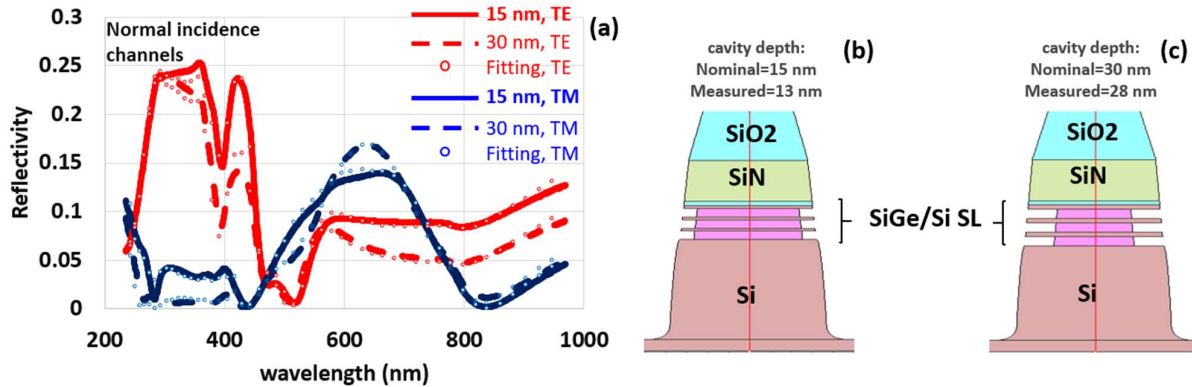 Normal incidence
channels
15 nm, TE
30 nm, TE
Fitting, TE
15 nm, TM
30 nm, TM
Fitting, TM
(a)
0.3
0.25
0.2
0.15
0.1
0.05
0
Reflectivity
200
400
600
800
1000
wavelength (nm)
cavity depth:
Nominal=15 nm
Measured=13 nm
(b)
SiO2
SiN
Si
SiGe/Si SL
cavity depth:
Nominal=30 nm
Measured=28 nm
(c)
SiO2
SiN
Si